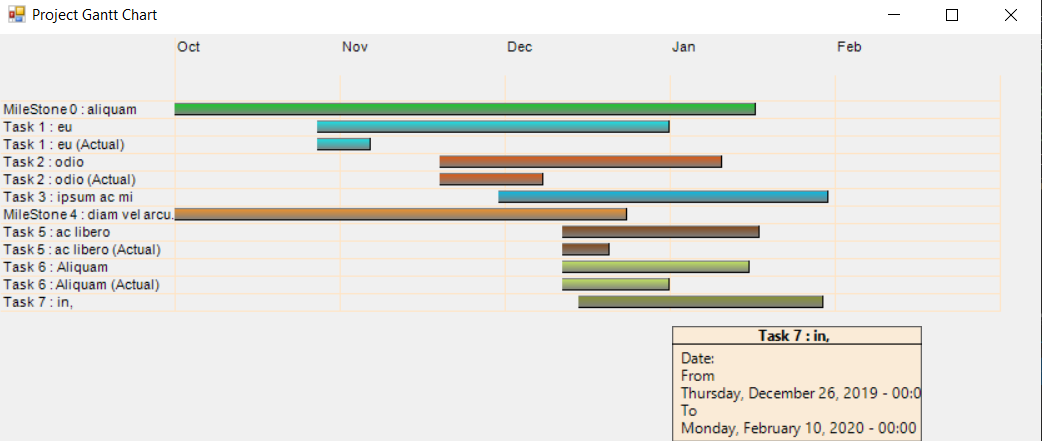 Project Gantt Chart
Oct Nov Dec Jan Feb
MileStone 0 : aliquam
Task 1 : eu
Task 1 : eu (Actual)
Task 2 : odio
Task 2 : odio (Actual)
Task 3 : ipsum ac mi
MileStone 4 : diam vel arcu.
Task 5 : ac libero
Task 5 : ac libero (Actual)
Task 6 : Aliquam
Task 6 : Aliquam (Actual)
Task 7 : in,
Task 7 : in,
Date:
From
Thursday, December 26, 2019 - 00:0
To
Monday, February 10, 2020 - 00:00